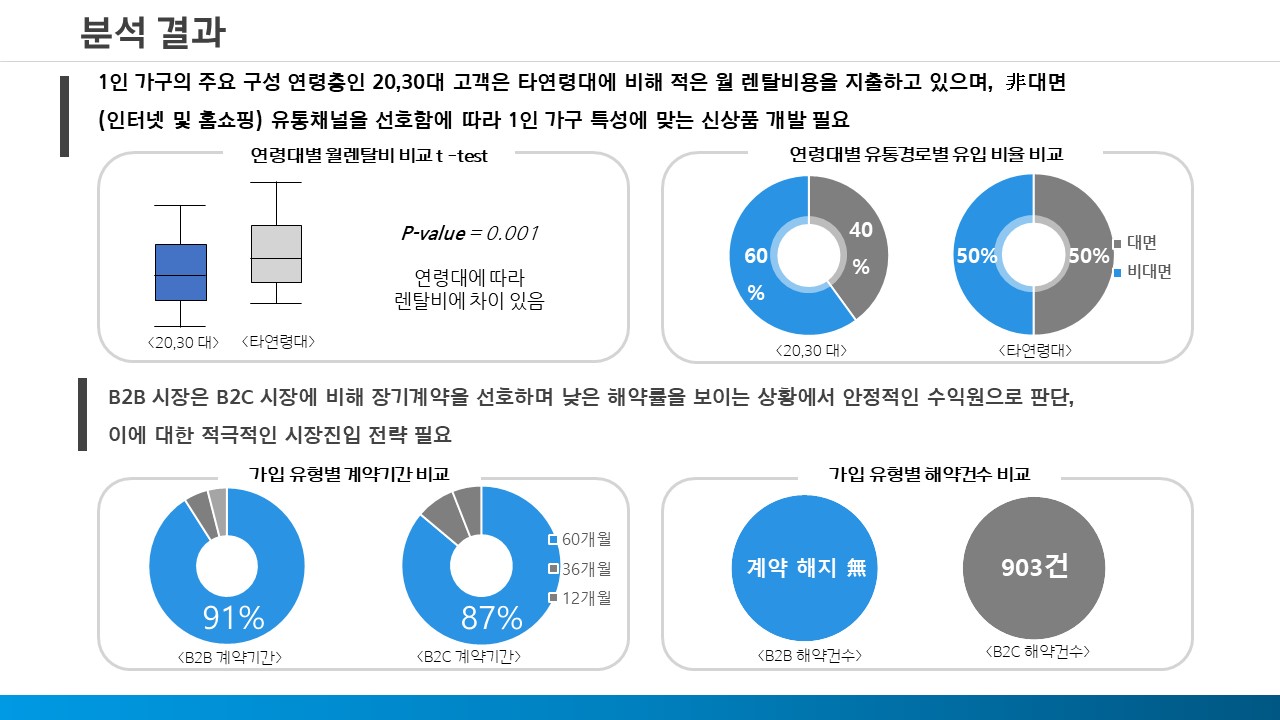 분석 결과
1인 가구의 주요 구성 연령층인 20,30대 고객은 타연령대에 비해 적은 월 렌탈비용을 지출하고 있으며, 非대면
(인터넷 및 홈쇼핑) 유통채널을 선호함에 따라 1인 가구 특성에 맞는 신상품 개발 필요
연령대별 월렌탈비 비교 t -test
P-value = 0.001
연령대에 따라
렌탈비에 차이 있음
<20,30 대>
<타연령대>
연령대별 유통경로별 유입 비율 비교
60
%
40
%
50%
50%
대면
비대면
<20,30 대>
<타연령대>
B2B 시장은 B2C 시장에 비해 장기계약을 선호하며 낮은 해약률을 보이는 상황에서 안정적인 수익원으로 판단,
이에 대한 적극적인 시장진입 전략 필요
가입 유형별 계약기간 비교
91%
87%
60개월
36개월
12개월
<B2B 계약기간>
<B2C 계약기간>
가입 유형별 해약건수 비교
계약 해지 無
903건
<B2B 해약건수>
<B2C 해약건수>